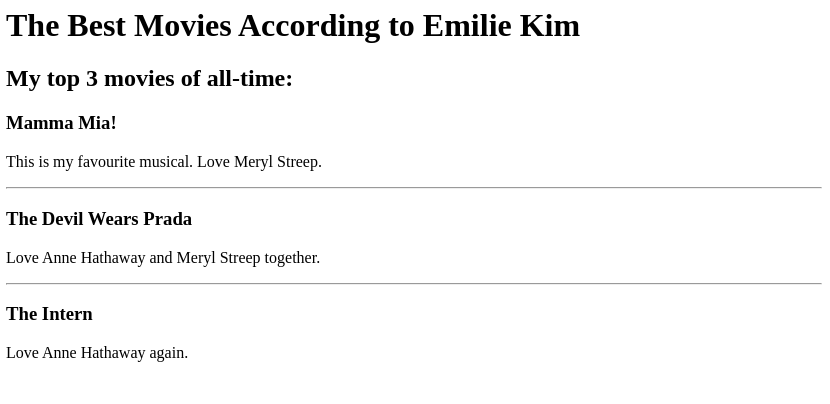 The Best Movies According to Emilie Kim
My top 3 movies of all-time:
Mamma Mia!
This is my favourite musical. Love Meryl Streep.
The Devil Wears Prada
Love Anne Hathaway and Meryl Streep together.
The Intern
Love Anne Hathaway again.